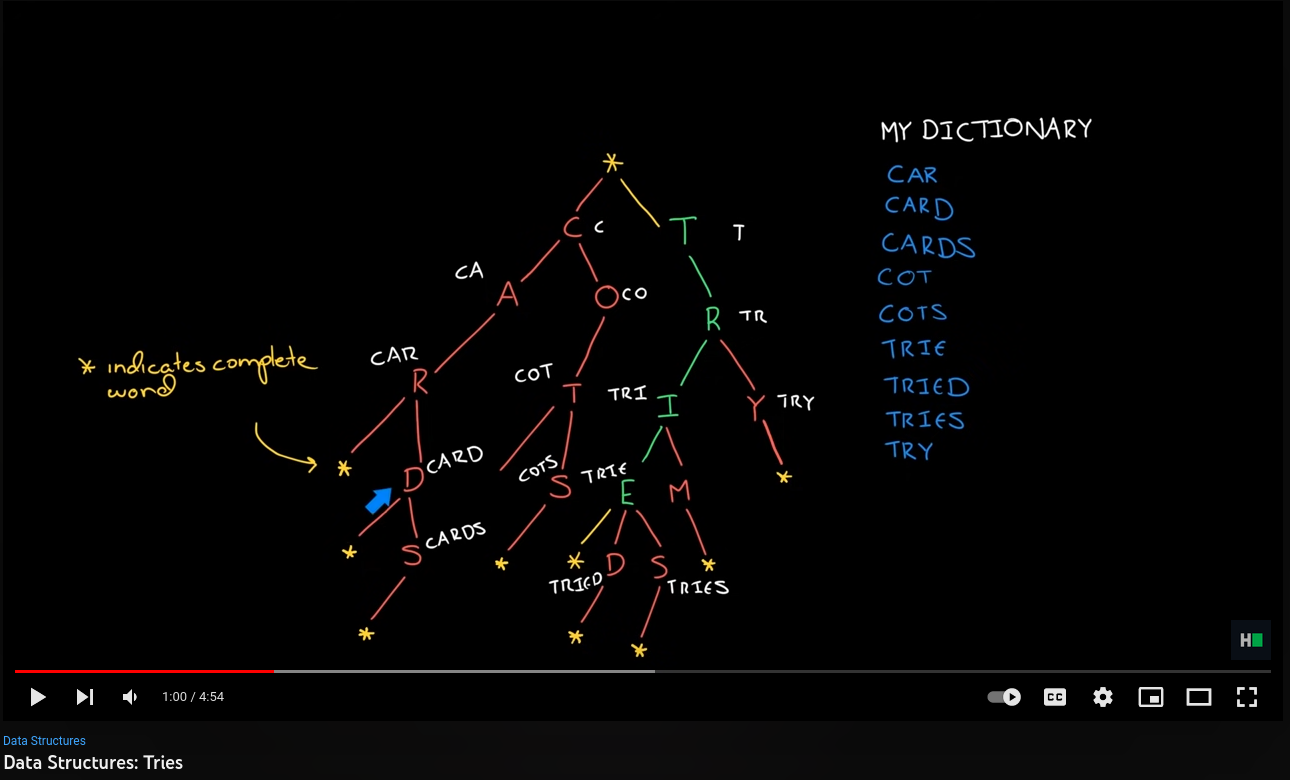 MY DICTIONARY
CAR
CARD
CARDS
COT
COTS
TRIE
TRIED
TRIES
TRY
*
C C T T
CA
A O CO
R TR
CAR
R
COT
T
TRI
I
Y TRY
* indicates complete
word
*
D CARD
COTS
S
TRIE
E
M
*
*
S CARDS
*
*
D
S
*
TRIED
TRIES
*
*
*
H
1:00 / 4:54
CC
Data Structures
Data Structures: Tries